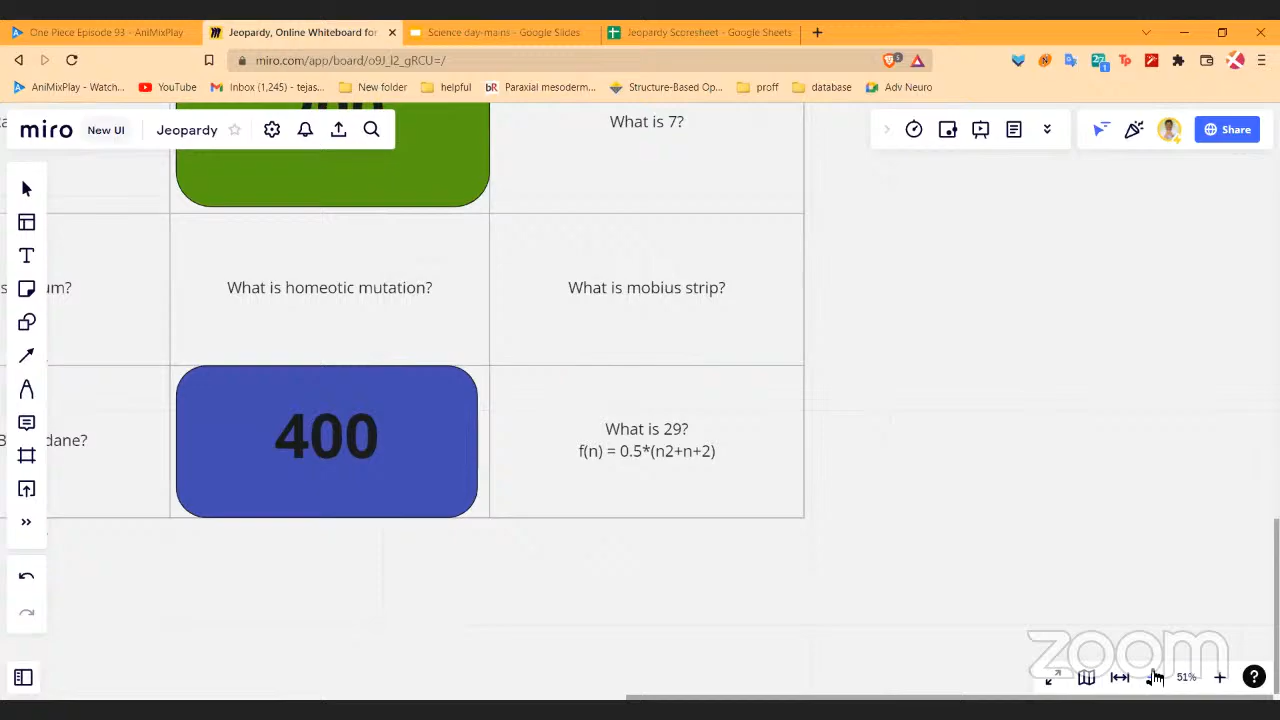 One Piece Episode 93 - AniMixPlay
Jeopardy, Online Whiteboard for
Science day-mains - Google Slides
Jeopardy Scoresheet - Google Sheets
miro.com/app/board/o9J_l2_gRCU=/
AniMixPlay - Watch...
YouTube
Inbox (1,245) - tejas...
New folder
helpful
bR
Paraxial mesoderm...
Structure-Based Op...
proff
database
Adv Neuro
miro
New UI
Jeopardy
Share
What is 7?
um?
What is homeotic mutation?
What is mobius strip?
dane?
400
What is 29?
f(n) = 0.5*(n2+n+2)
zoom
51%